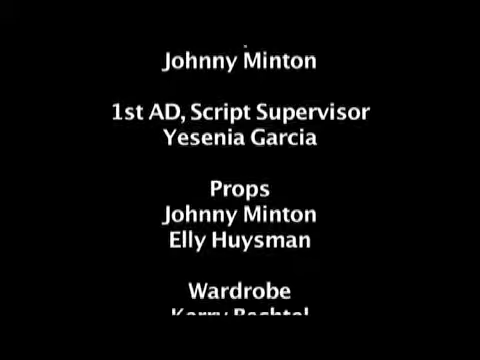 Johnny Minton
1st AD, Script Supervisor
Yesenia Garcia
Props
Johnny Minton
Elly Huysman
Wardrobe